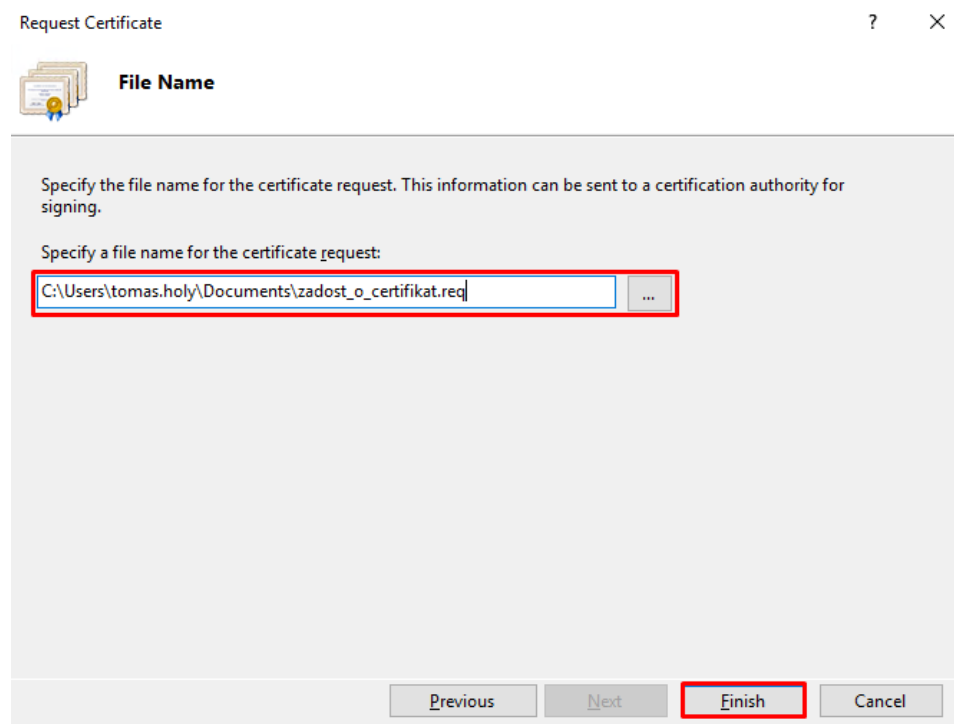 Request Certificate
?
File Name
Specify the file name for the certificate request. This information can be sent to a certification authority for
signing.
Specify a file name for the certificate request:
C:\Users\tomas.holy\Documents\zadost_o_certifikat.req
...
Previous
Next
Finish
Cancel